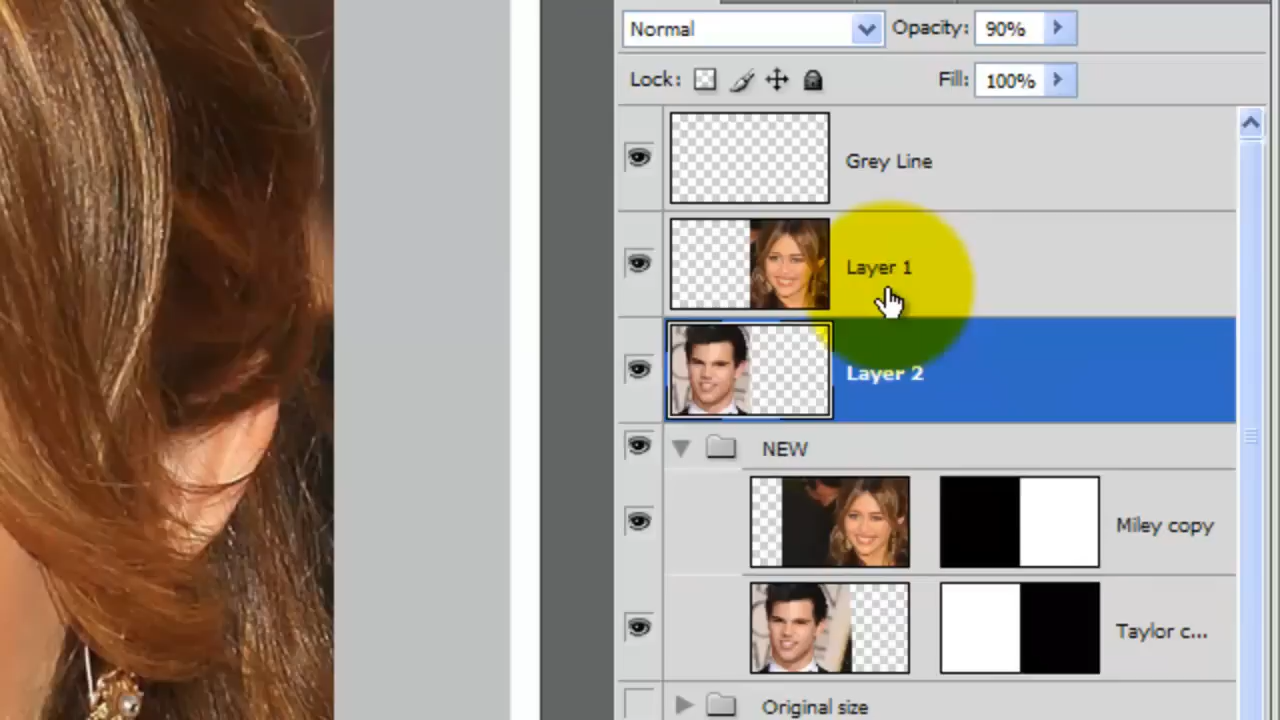 Normal Opacity: 90%
Lock: Fill: 100%
Grey Line
Layer 1
Layer 2
NEW
Miley copy
Taylor c...
Original size